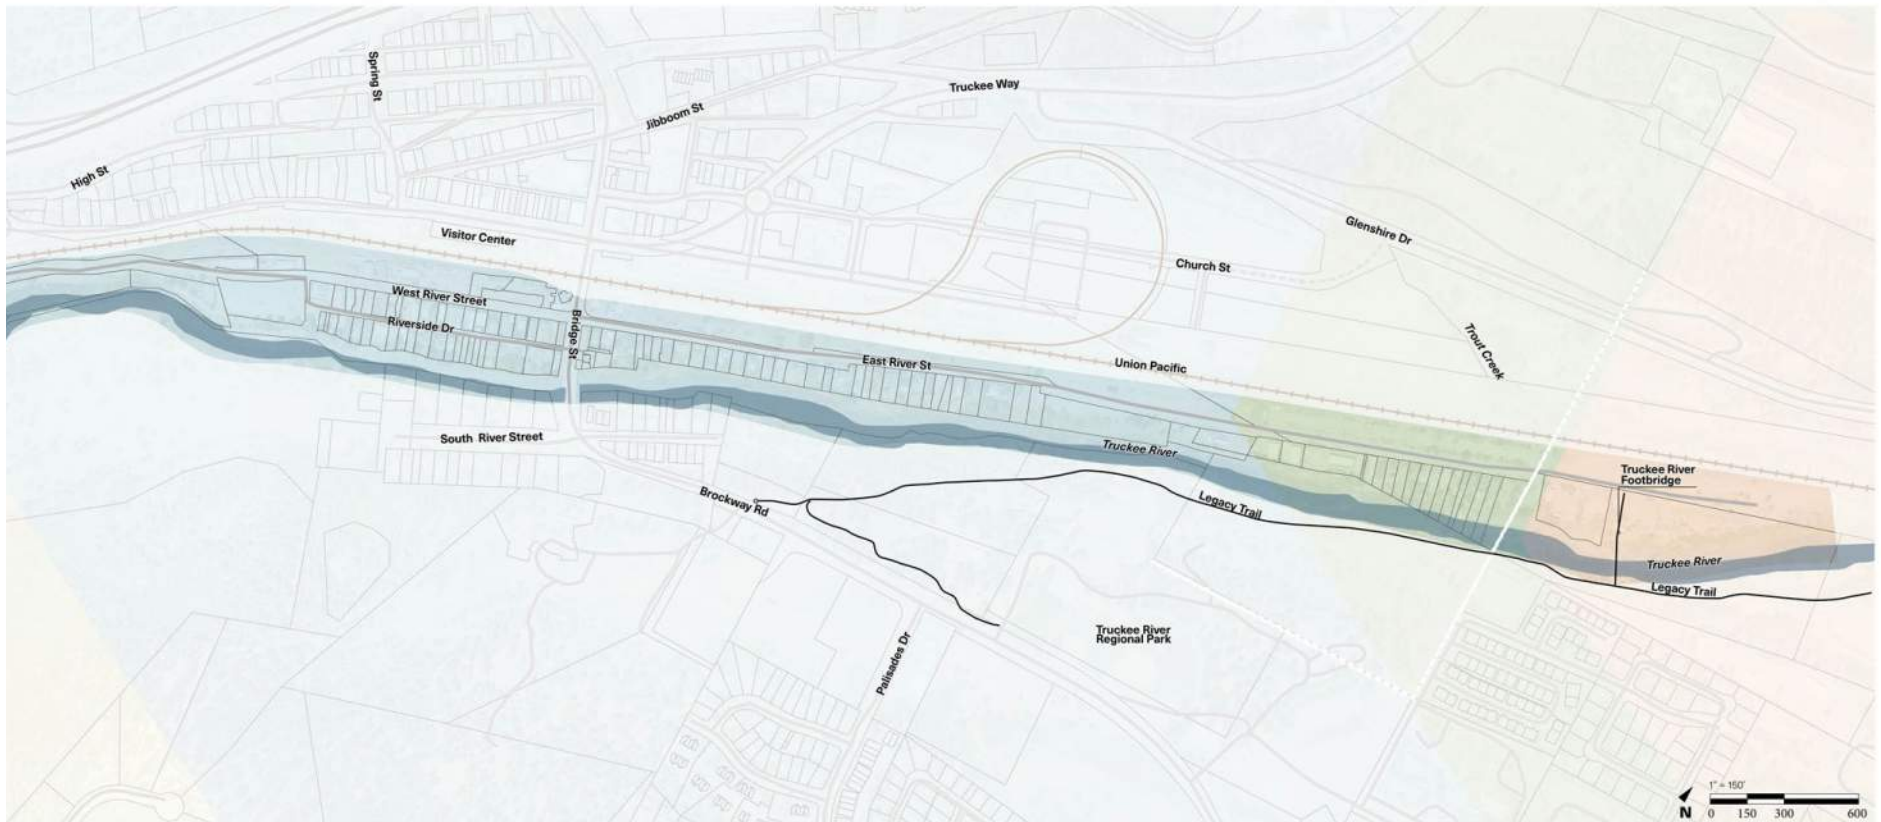 Spring St
Truckee Way
Jibboom St
High St
Visitor Center
Glenshire Dr
Church St
West River Street
Riverside Dr
Bridge St
Trout Creek
East River St
Union Pacific
South River Street
Truckee River
Truckee River
Footbridge
Brockway Rd
Legacy Trail
Truckee River
Legacy Trail
Truckee River
Regional Park
Palisades Dr
1" = 150'
N
0 150 300 600